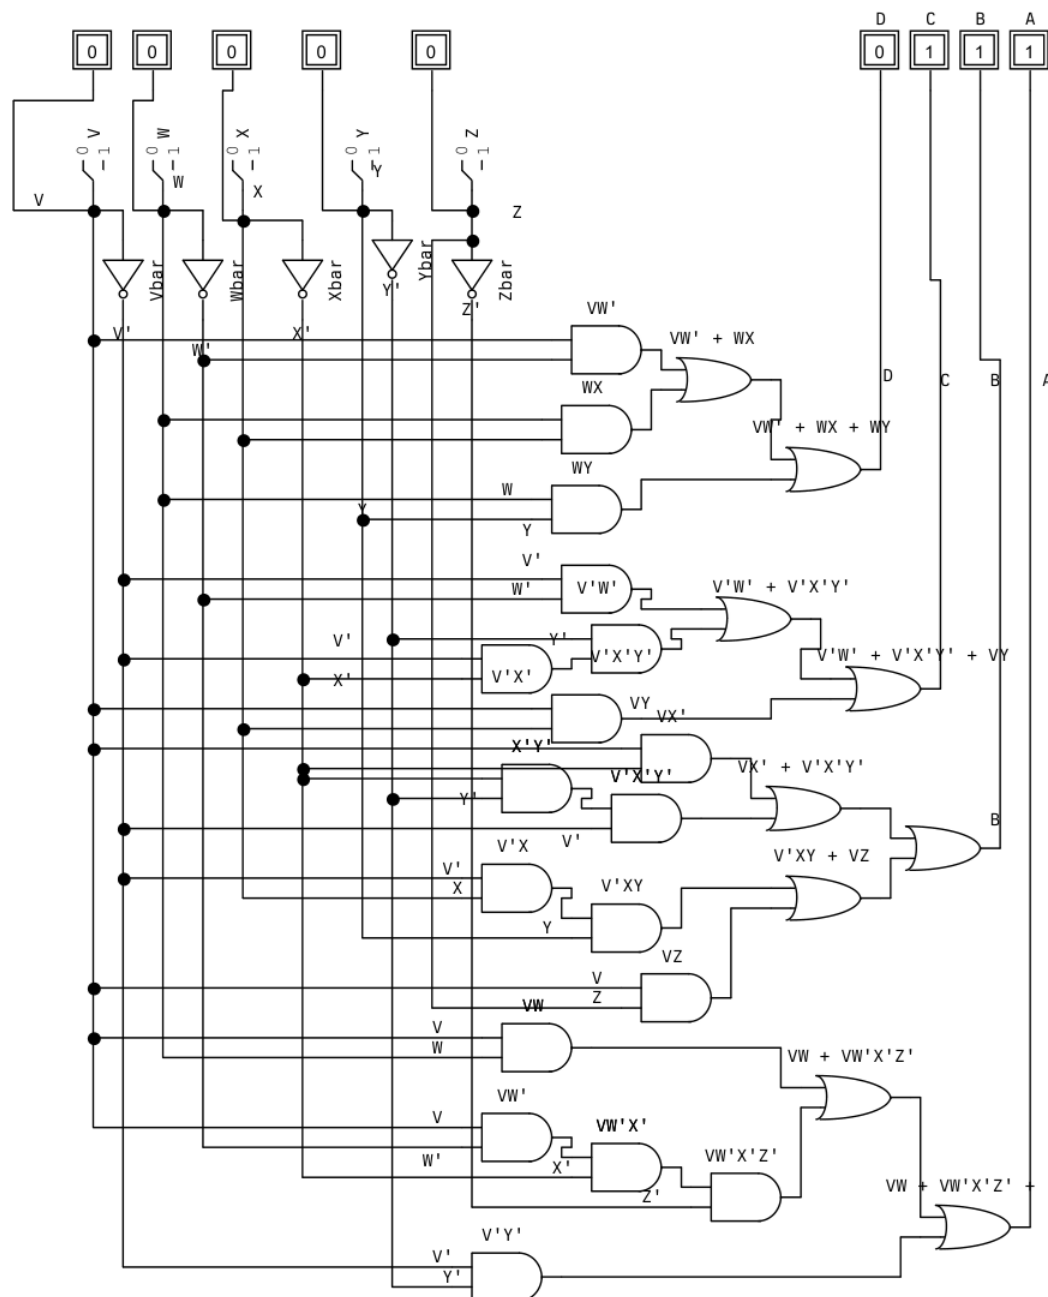 D C B A
0 0 0 0 0 0 1 1 1
V W X Y Z
0 1 0 1 0 1 0 1 0 1
Y
W
X
V
Z
Vbar Wbar Xbar Ybar Zbar
Y'
Z'
VW'
V' X'
VW' + WX
W'
D C B A
WX
VW' + WX + WY
WY
W
Y
Y
V'
W' V'W' V'W' + V'X'Y'
V' Y'
V'X'Y' V'W' + V'X'Y' + VY
X' V'X'
VY
VX'
X'Y'
V'X'Y' VX' + V'X'Y'
Y'
B
V'
V'X V'XY + VZ
V'
X V'XY
Y
VZ
V
Z
VW
V
W VW + VW'X'Z'
VW'
V VW'X'
VW'X'Z'
W' X'
VW + VW'X'Z' +
Z'
V'Y'
V'
Y'